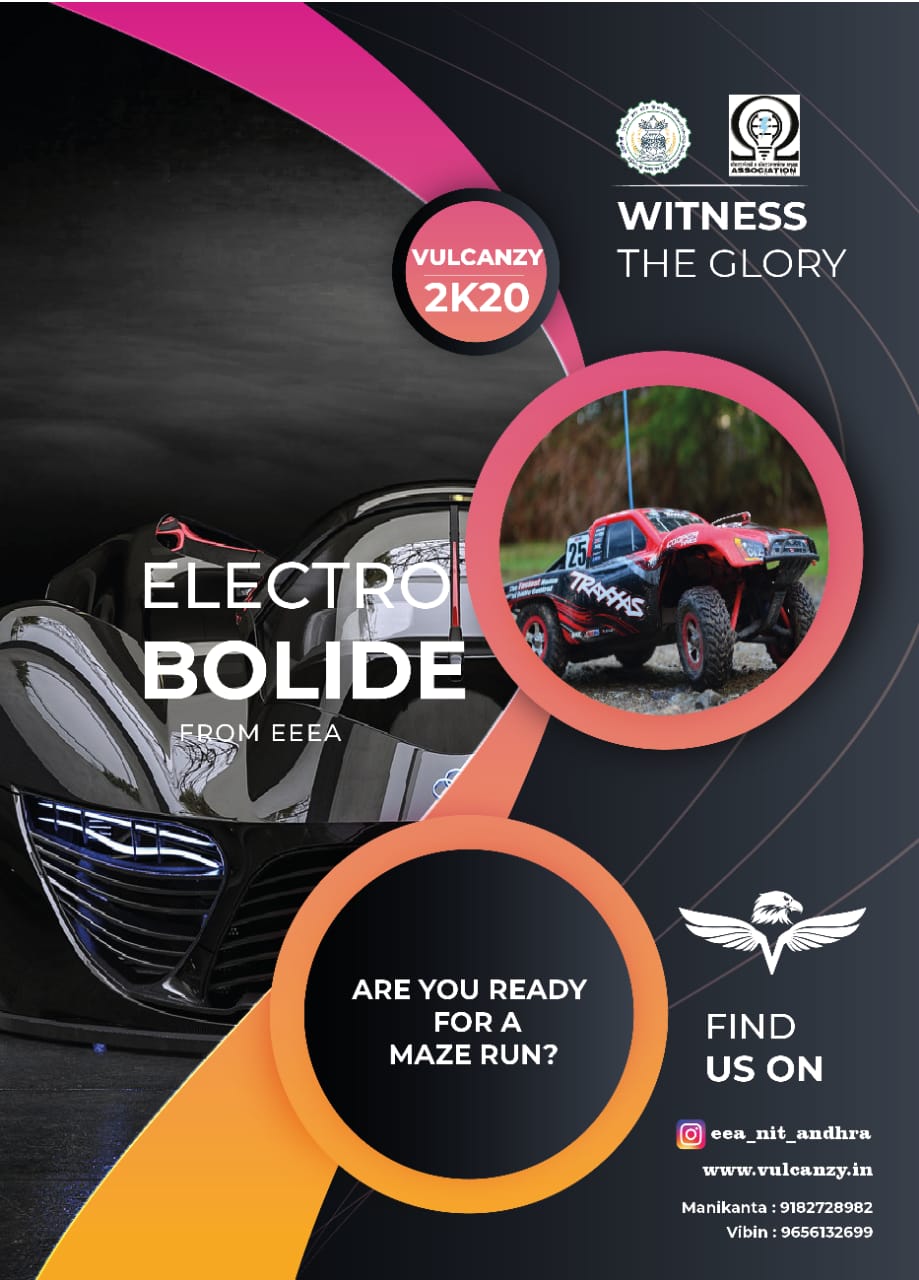 ASSOCIATION
WITNESS
THE GLORY
VULCANZY
2K20
25
TRAXXAS
ELECTRO
BOLIDE
FROM EEEA
ARE YOU READY
FOR A
MAZE RUN?
FIND
US ON
eea_nit_andhra
www.vulcanzy.in
Manikanta : 9182728982
Vibin : 9656132699